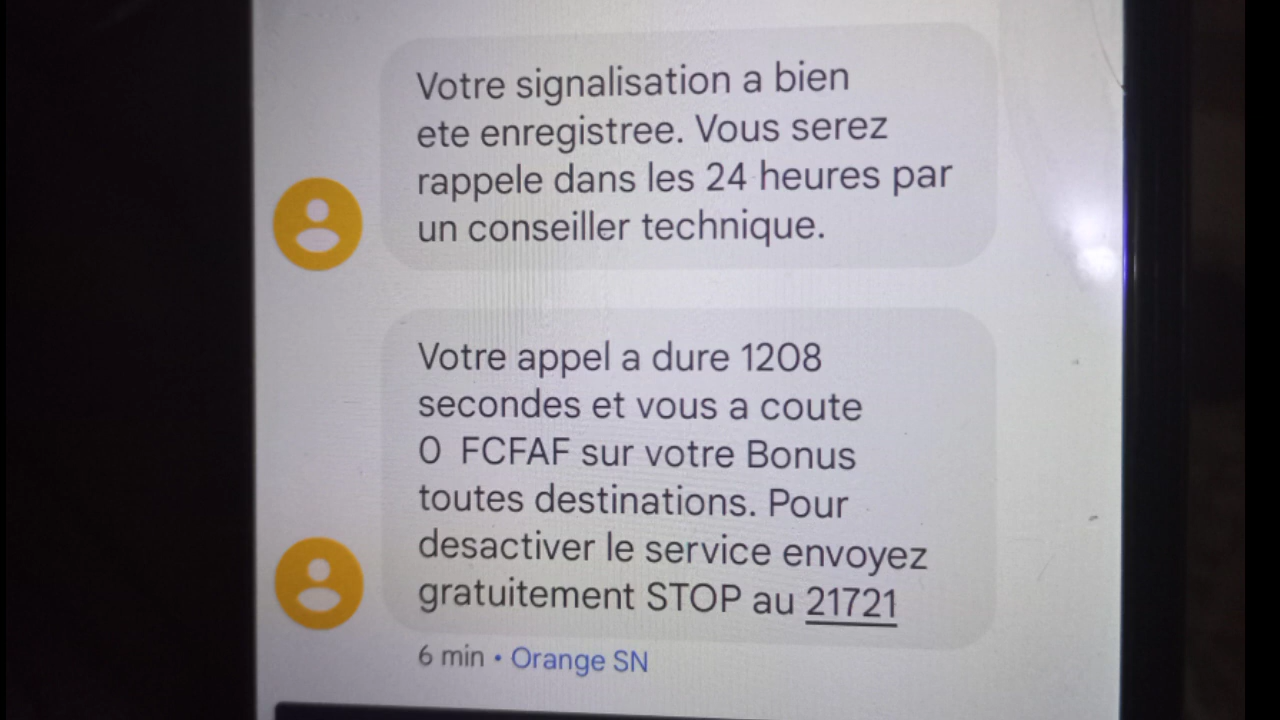 Votre signalisation a bien
ete enregistree. Vous serez
rappele dans les 24 heures par
un conseiller technique.
Votre appel a dure 1208
secondes et vous a coute
0 FCFAF sur votre Bonus
toutes destinations. Pour
desactiver le service envoyez
gratuitement STOP au 21721
6 min • Orange SN